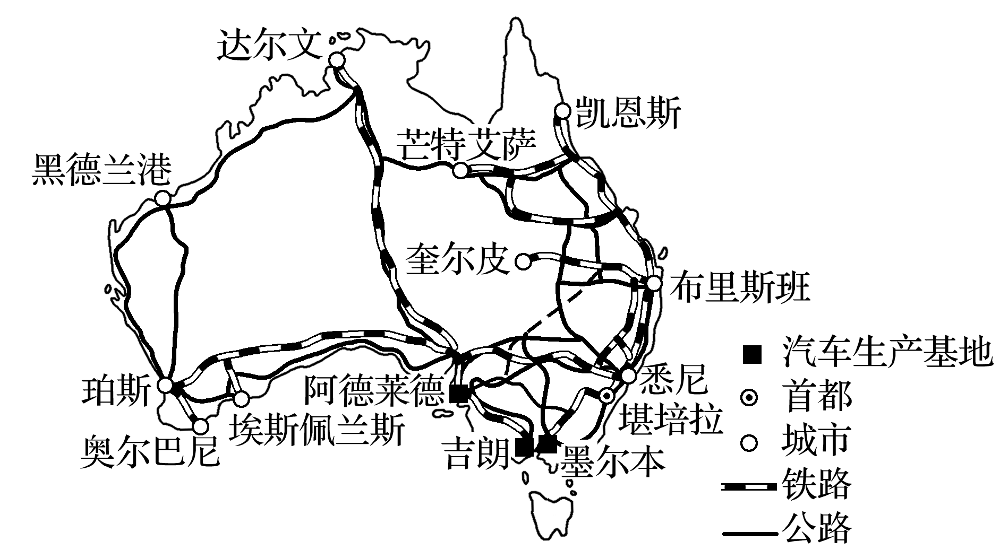 达尔文
凯恩斯
芒特艾萨
黑德兰港
奎尔皮
布里斯班
汽车生产基地
珀斯
阿德莱德
悉尼
首都
堪培拉
埃斯佩兰斯
城市
奥尔巴尼
吉朗
墨尔本
铁路
公路